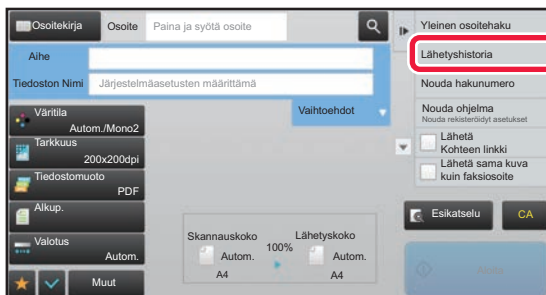 Osoitekirja
Osoite
Paina ja syötä osoite
Yleinen osoitehaku
Aihe
Lähetyshistoria
Tiedoston Nimi
Järjestelmäasetusten määrittämä
Nouda hakunumero
Väritila
Autom./Mono2
Vaihtoehdot
Nouda ohjelma
Nouda rekisteröidyt asetukset
Tarkkuus
200x200dpi
Lähetä
Kohteen linkki
Tiedostomuoto
PDF
Lähetä sama kuva
kuin faksiosoite
Alkup.
Esikatselu
CA
Valotus
Autom.
Skannauskoko
100%
Lähetyskoko
Autom.
Autom.
A4
A4
Muut